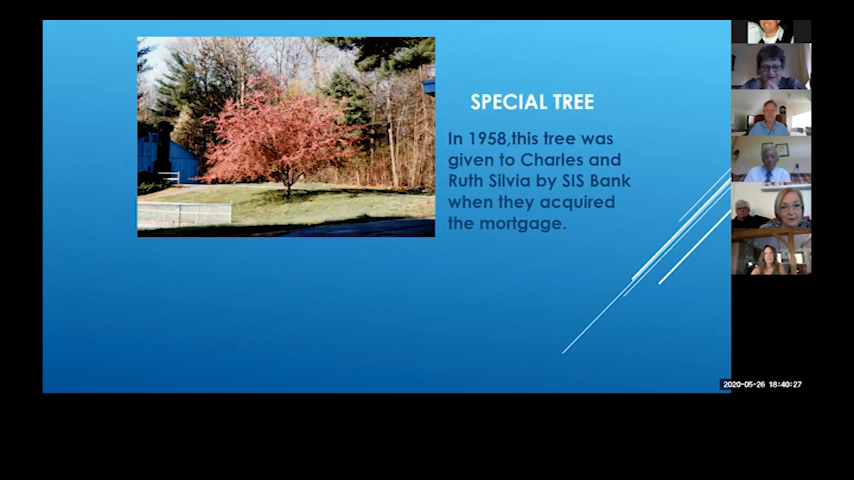 SPECIAL TREE
In 1958,this tree was
given to Charles and
Ruth Silvia by SIS Bank
when they acquired
the mortgage.
2020-05-26 18:40:27